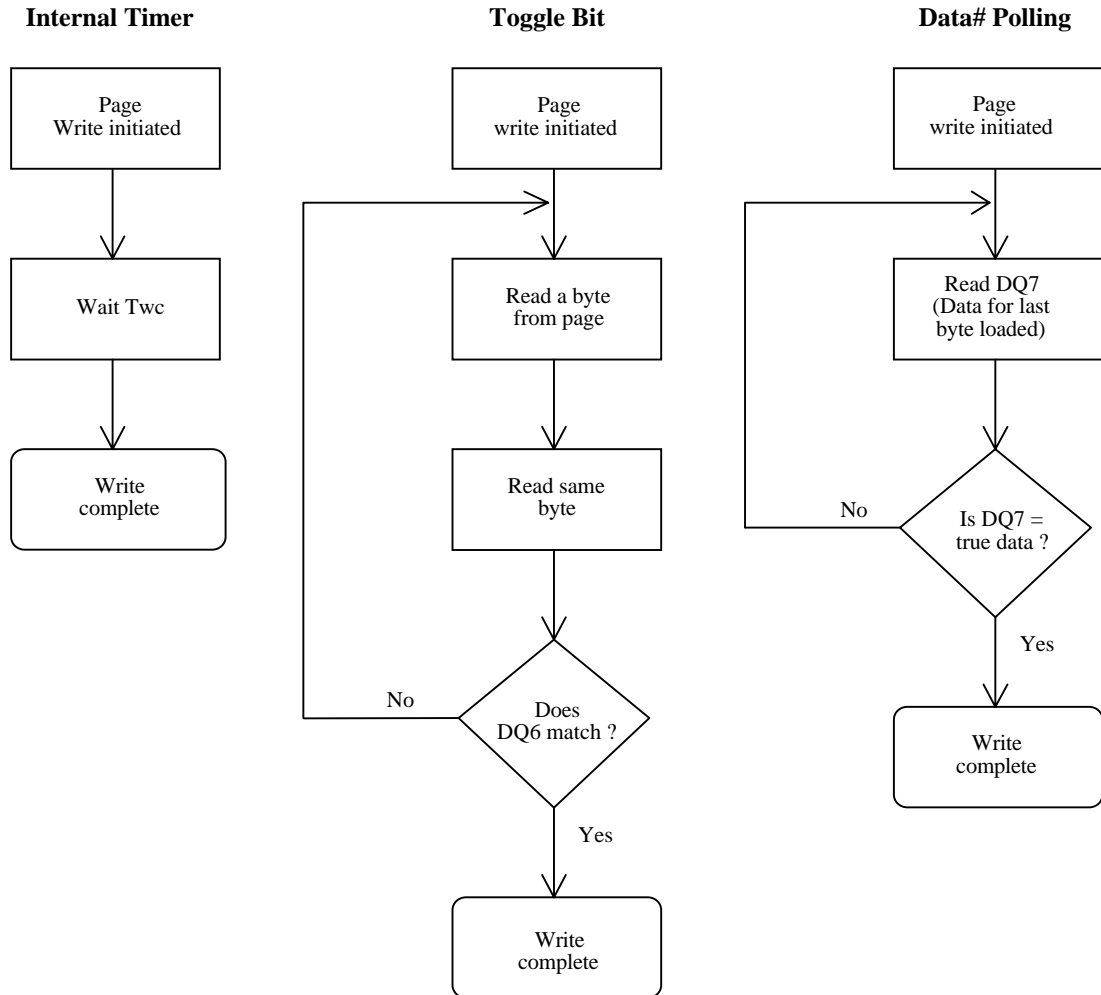 Internal Timer
Page
Write initiated
Wait Twc
Write
complete
Toggle Bit
Page
write initiated
Read a byte
from page
Read same
byte
No
Does
DQ6 match ?
Yes
Write
complete
Data# Polling
Page
write initiated
Read DQ7
(Data for last
byte loaded)
No
Is DQ7 =
true data ?
Yes
Write
complete